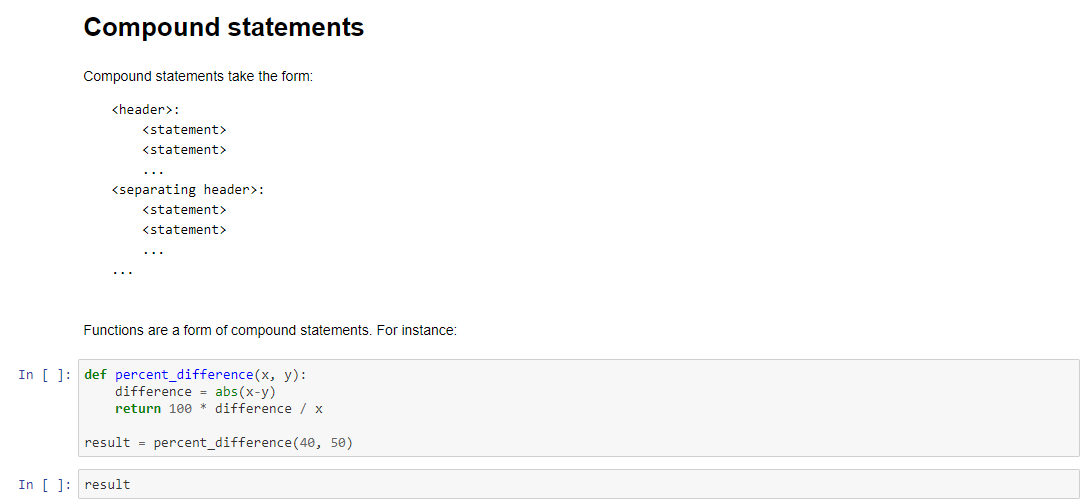 Compound statements
Compound statements take the form:
<header>:
    <statement>
    <statement>
    ...
<separating header>:
    <statement>
    <statement>
    ...
...
Functions are a form of compound statements. For instance:
In [ ]: def percent_difference(x, y):
    difference = abs(x-y)
    return 100 * difference / x
result = percent_difference(40, 50)
In [ ]: result